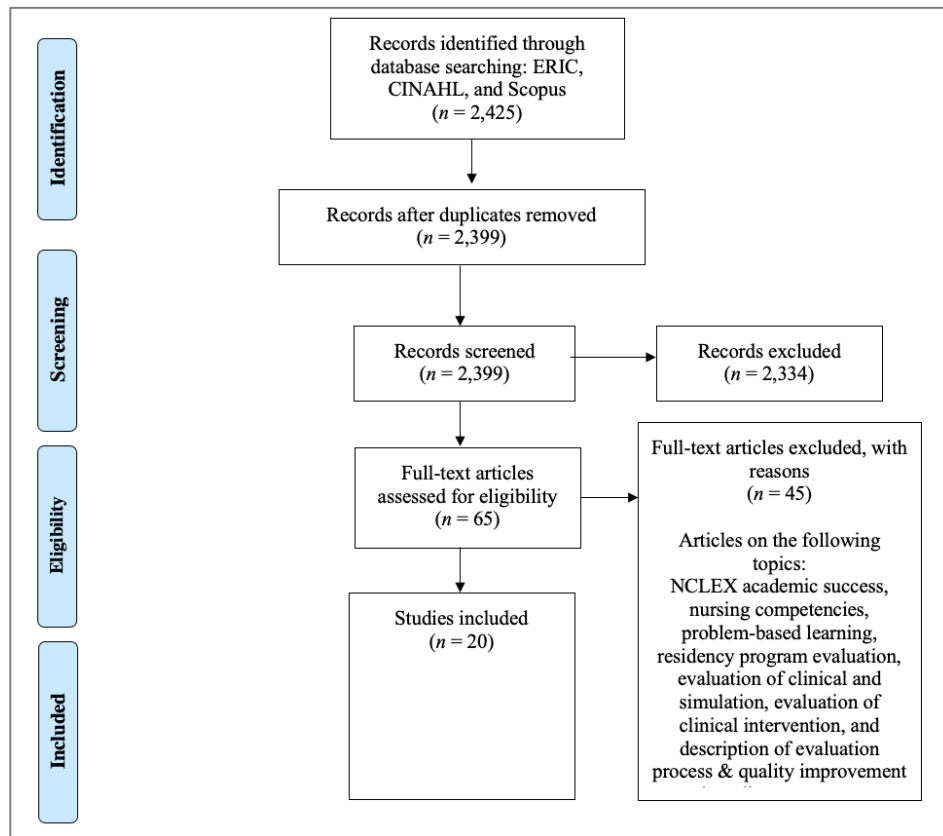 Identification
Records identified through
database searching: ERIC,
CINAHL, and Scopus
(n = 2,425)
Records after duplicates removed
(n = 2,399)
Screening
Records screened
(n = 2,399)
Records excluded
(n = 2,334)
Eligibility
Full-text articles
assessed for eligibility
(n = 65)
Full-text articles excluded, with
reasons
(n = 45)
Articles on the following
topics:
NCLEX academic success,
nursing competencies,
problem-based learning,
residency program evaluation,
evaluation of clinical and
simulation, evaluation of
clinical intervention, and
description of evaluation
process & quality improvement
Included
Studies included
(n = 20)